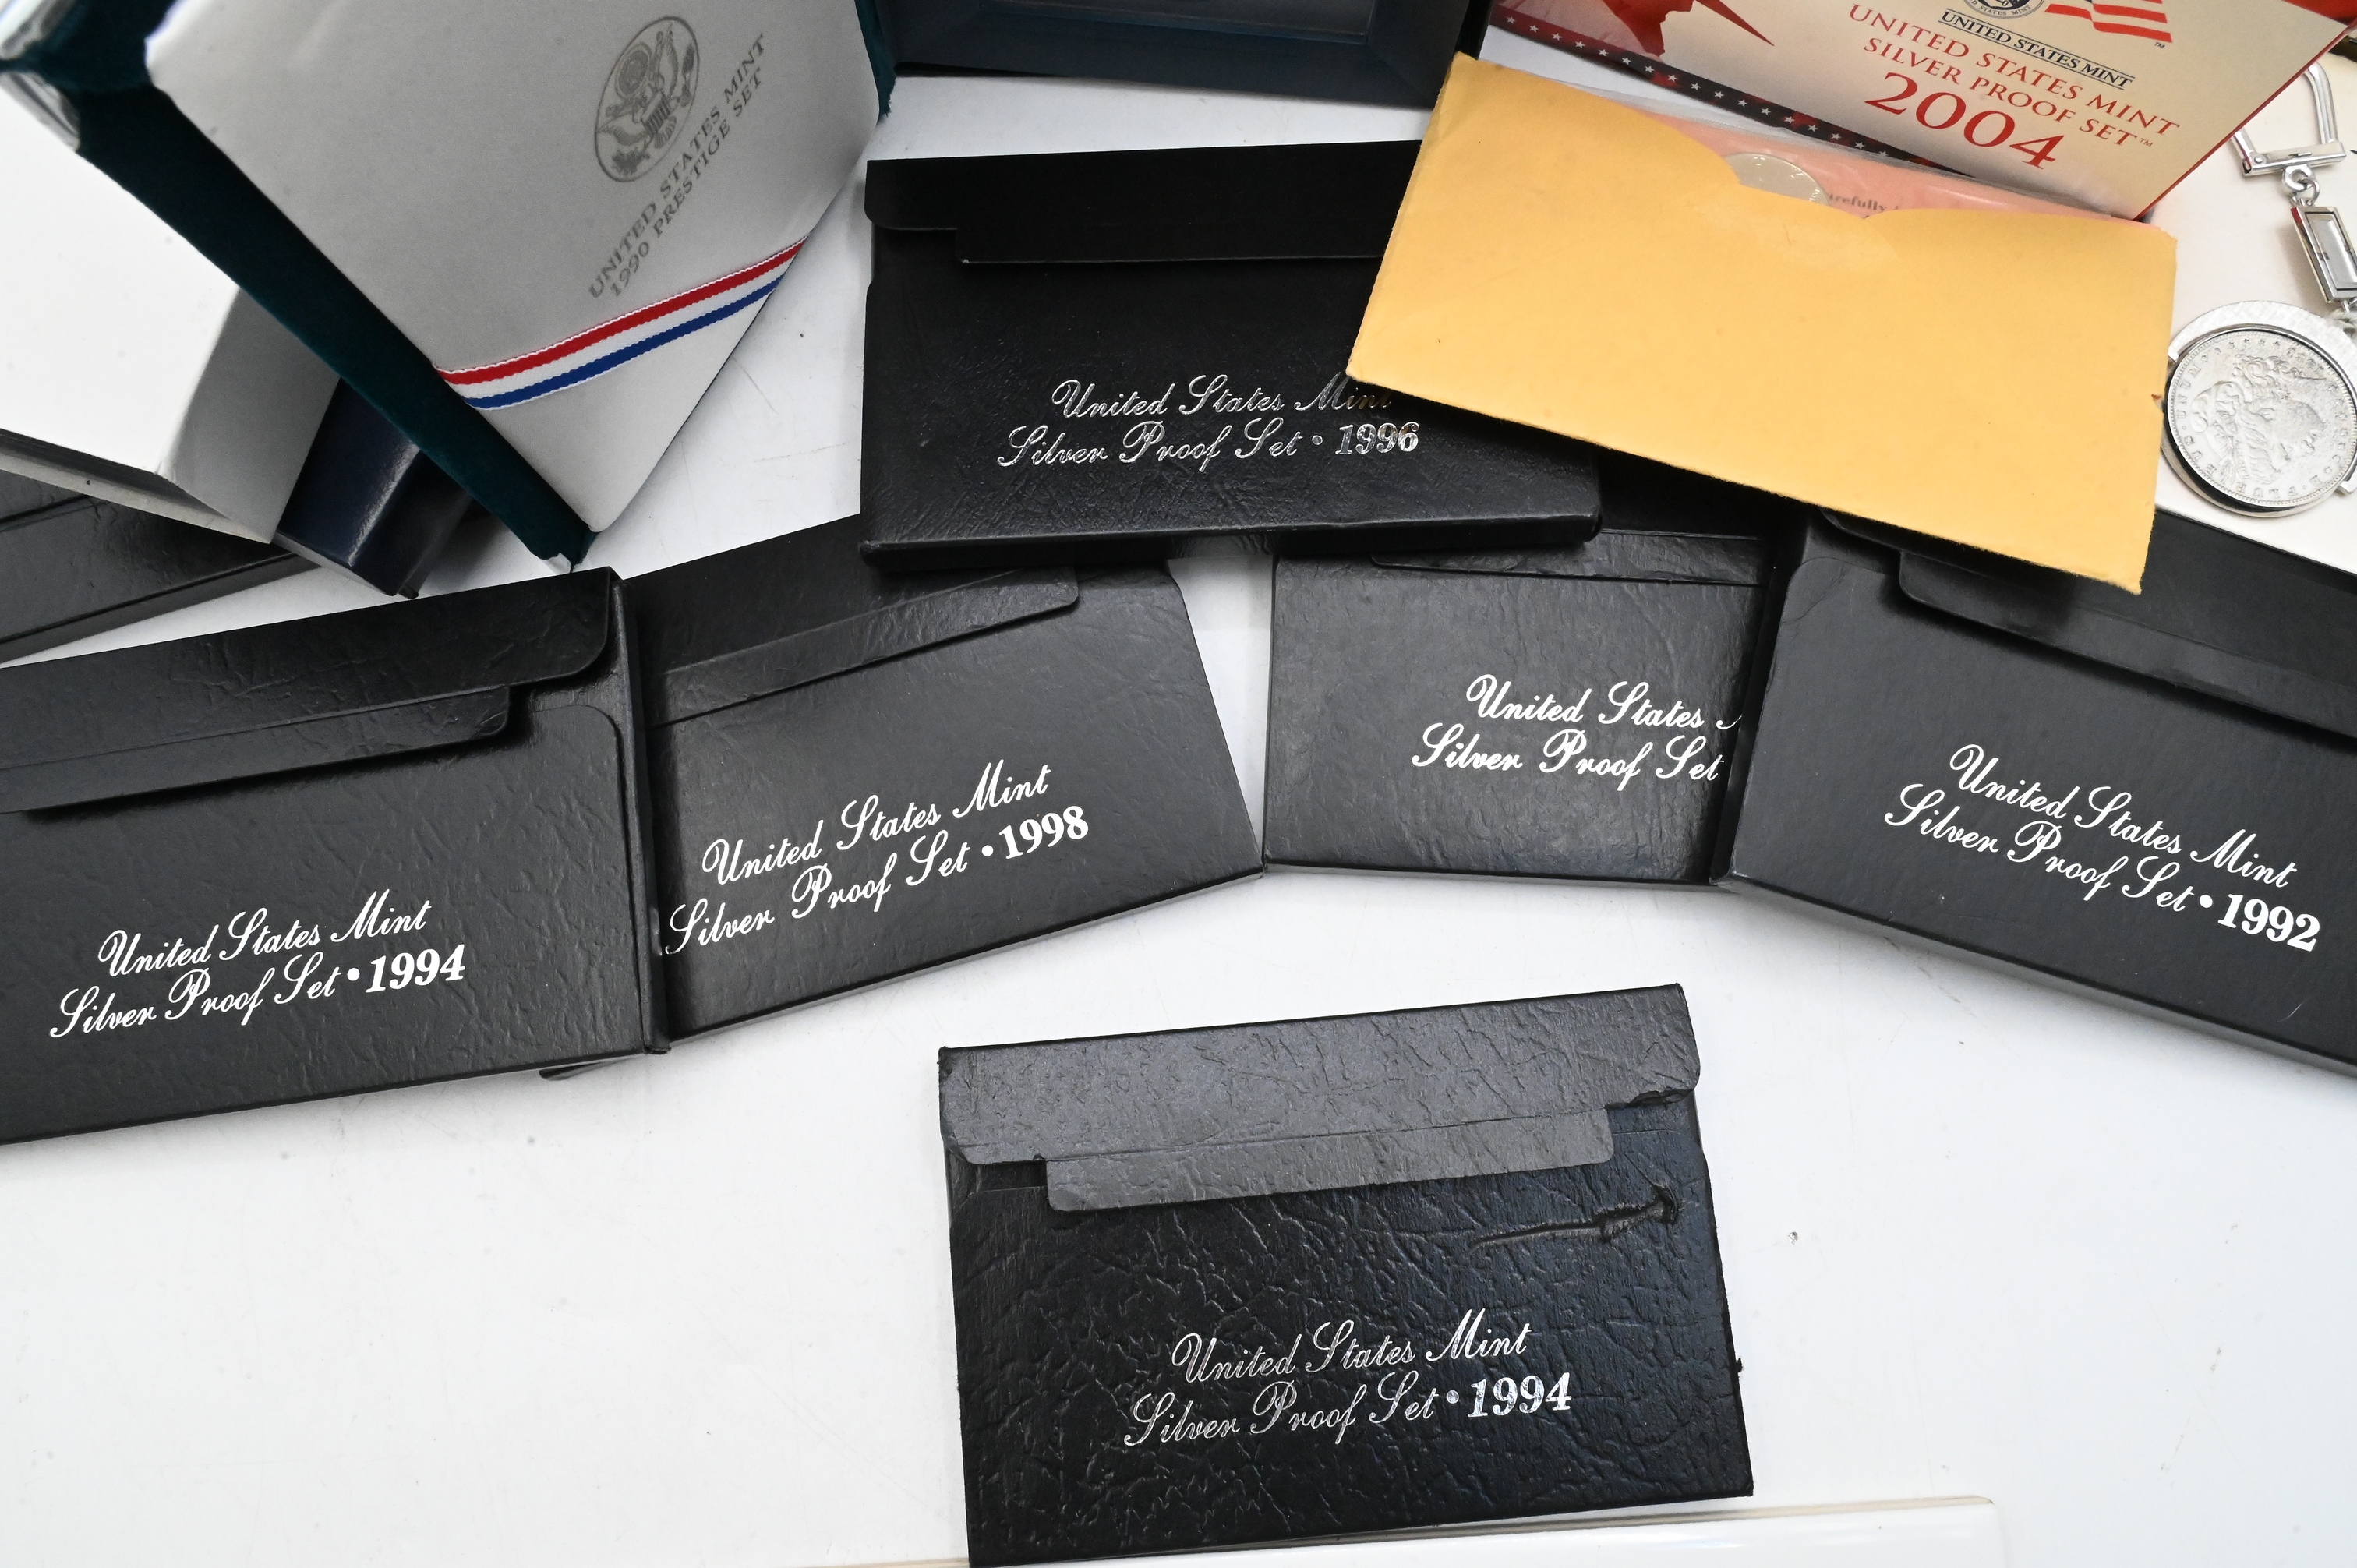 UNITED STATES MINT
1990 PRESTIGE SET
UNITED STATES MINT
UNITED STATES MINT
SILVER PROOF SET™
2004
United States Mint
Silver Proof Set • 1996
United States Mint
Silver Proof Set • 1994
United States Mint
Silver Proof Set • 1998
United States
Silver Proof Set
United States Mint
Silver Proof Set • 1992
United States Mint
Silver Proof Set • 1994